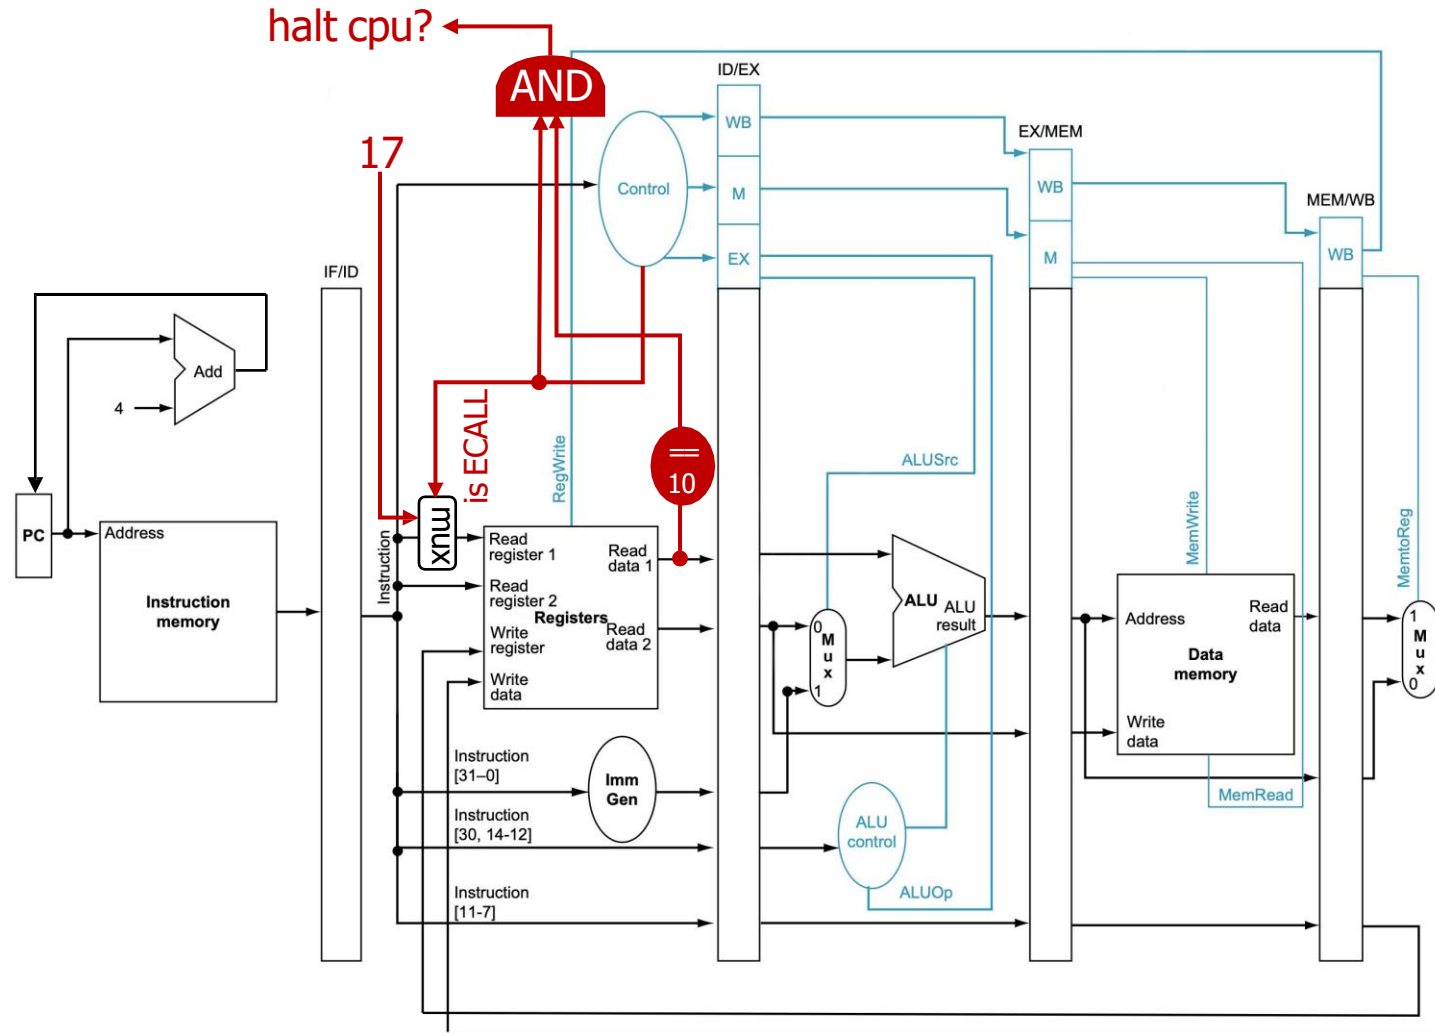 halt cpu?
AND
ID/EX
WB
EX/MEM
17
Control
M
WB
MEM/WB
EX
M
WB
IF/ID
Add
4
is ECALL
RegWrite
==
10
ALUSrc
MemWrite
MemtoReg
PC
Address
Instruction
memory
Instruction
mux
Read
register 1
Read
data 1
Read
register 2
Registers
Write
register
Read
data 2
Write
data
0
M
u
x
1
ALU
ALU
result
Address
Read
data
Data
memory
Write
data
1
M
u
x
0
Instruction
[31–0]
Imm
Gen
MemRead
Instruction
[30, 14-12]
ALU
control
Instruction
[11-7]
ALUOp